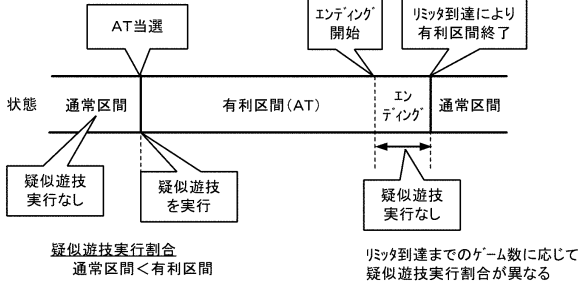 AT当選
ｴﾝﾃﾞｨﾝｸﾞ
開始
ﾘﾐｯﾀ到達により
有利区間終了
状態
通常区間
有利区間(AT)
エン
ﾃﾞｨﾝｸﾞ
通常区間
疑似遊技
実行なし
疑似遊技
を実行
疑似遊技
実行なし
疑似遊技実行割合
通常区間＜有利区間
ﾘﾐｯﾀ到達までのｹﾞｰﾑ数に応じて
疑似遊技実行割合が異なる